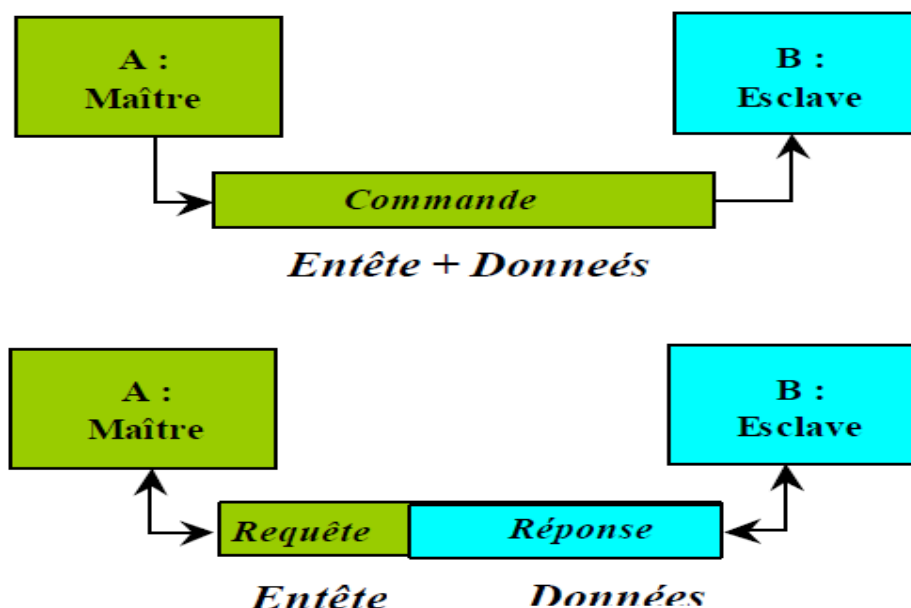 A :
Maître
B :
Esclave
Commande
Entête + Donneés
A :
Maître
B :
Esclave
Requête
Réponse
Entête
Données